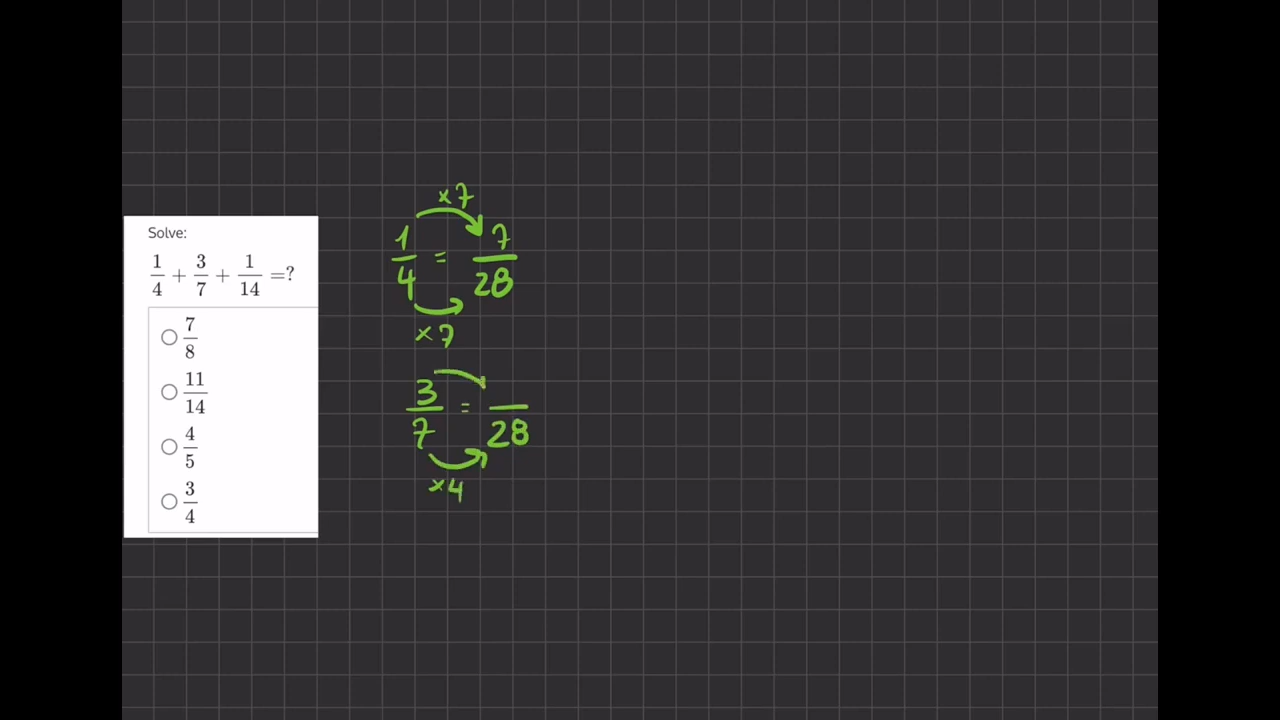 Solve:
1/4 + 3/7 + 1/14 =?
7/8
11/14
4/5
3/4
×7
1/4 = 7/28
×7
3/7 = /28
×4